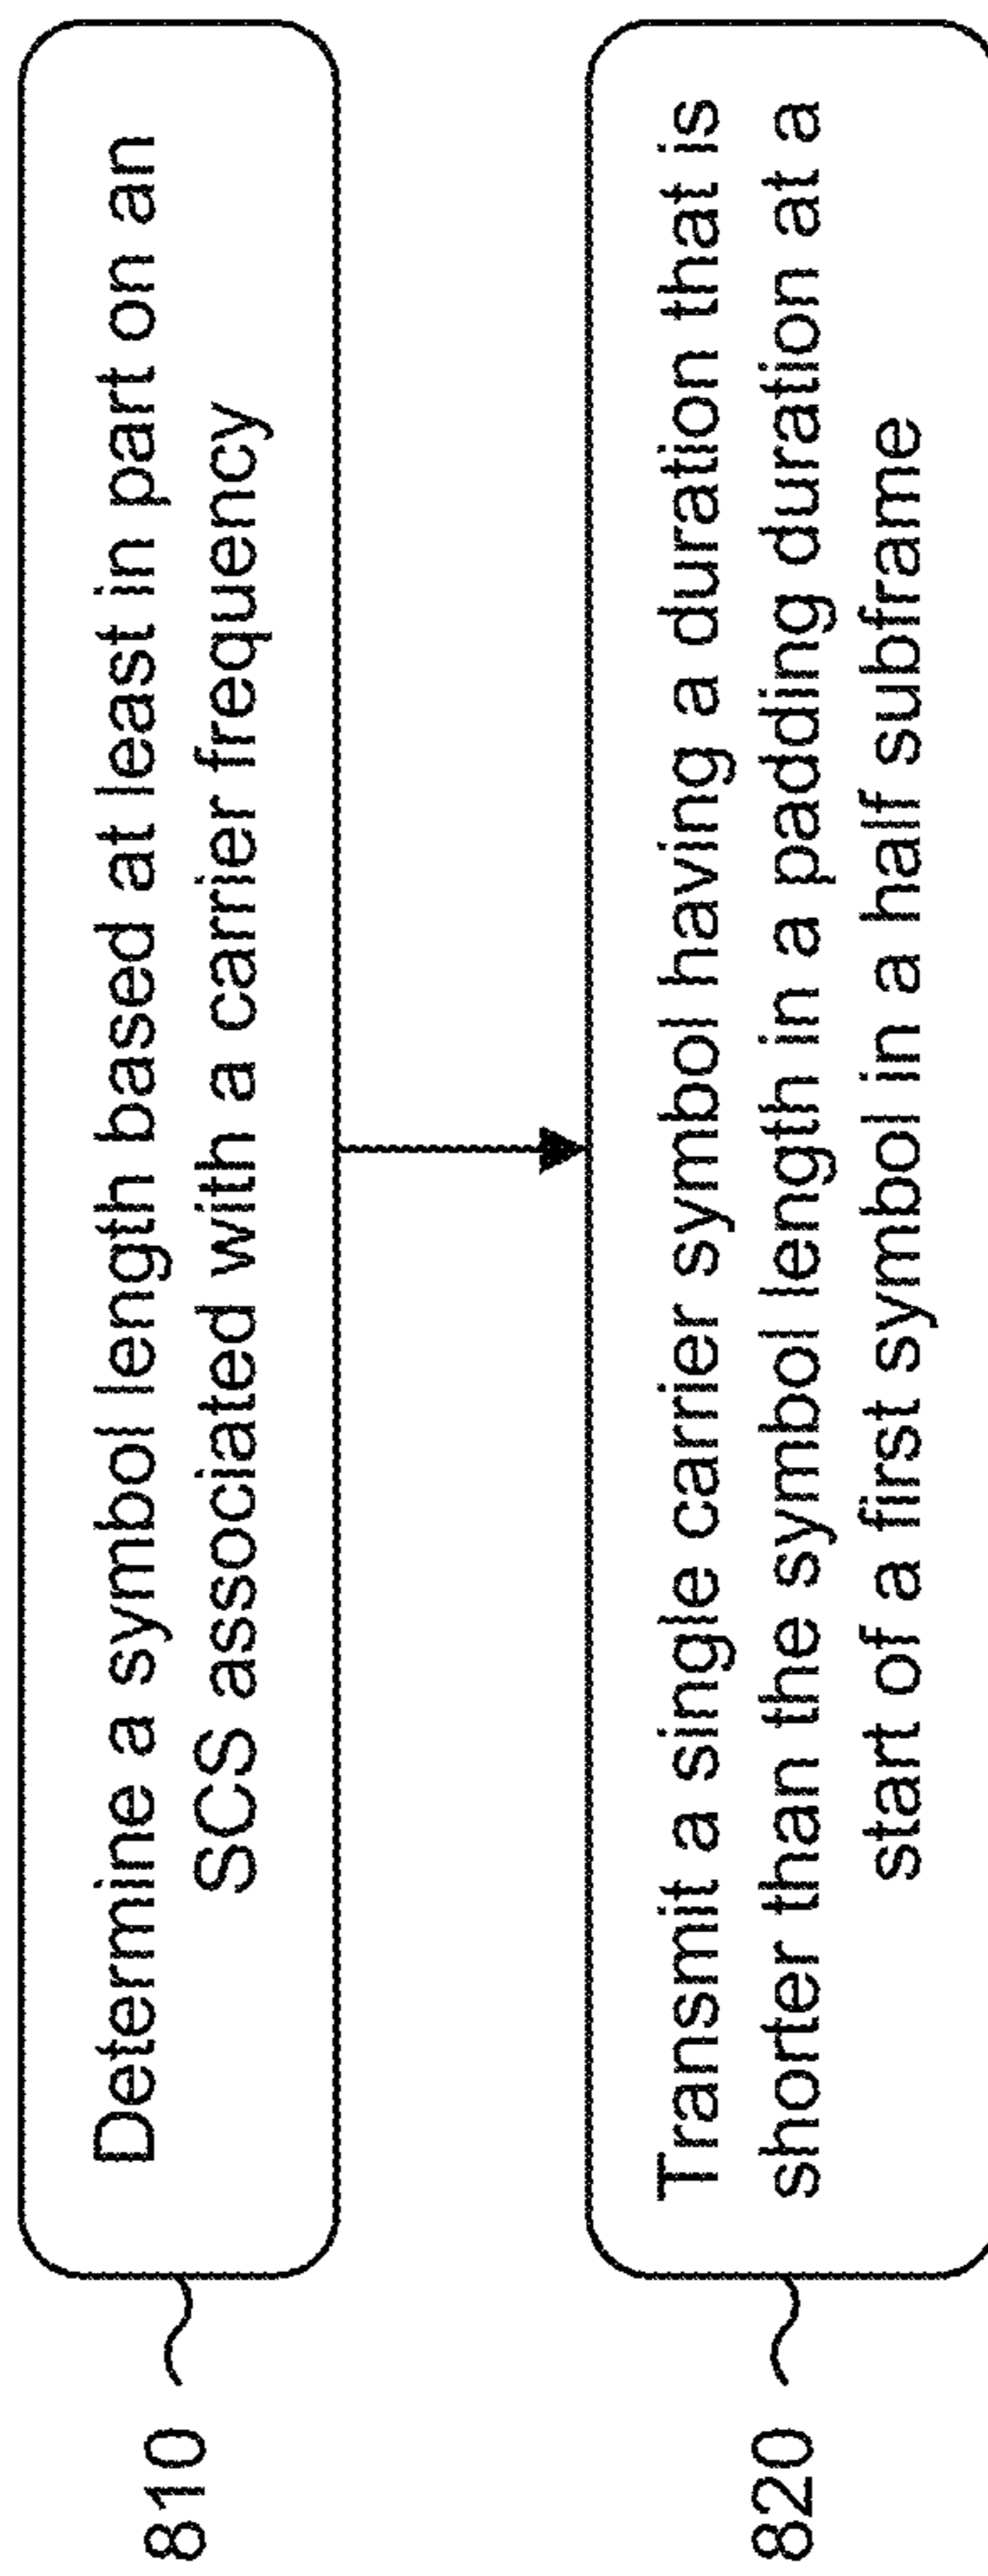 810
Determine a symbol length based at least in part on an
SCS associated with a carrier frequency
820
Transmit a single carrier symbol having a duration that is
shorter than the symbol length in a padding duration at a
start of a first symbol in a half subframe